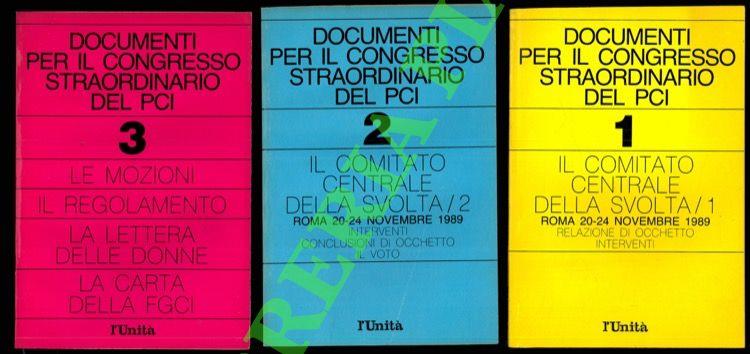 DOCUMENTI
PER IL CONGRESSO
STRAORDINARIO
DEL PCI
3
LE MOZIONI
IL REGOLAMENTO
LA LETTERA
DELLE DONNE
LA CARTA
DELLA FGCI
l'Unità
DOCUMENTI
PER IL CONGRESSO
STRAORDINARIO
DEL PCI
2
IL COMITATO
CENTRALE
DELLA SVOLTA/2
ROMA 20-24 NOVEMBRE 1989
INTERVENTI
CONCLUSIONI DI OCCHETTO
IL VOTO
l'Unità
DOCUMENTI
PER IL CONGRESSO
STRAORDINARIO
DEL PCI
1
IL COMITATO
CENTRALE
DELLA SVOLTA/1
ROMA 20-24 NOVEMBRE 1989
RELAZIONE DI OCCHETTO
INTERVENTI
l'Unità